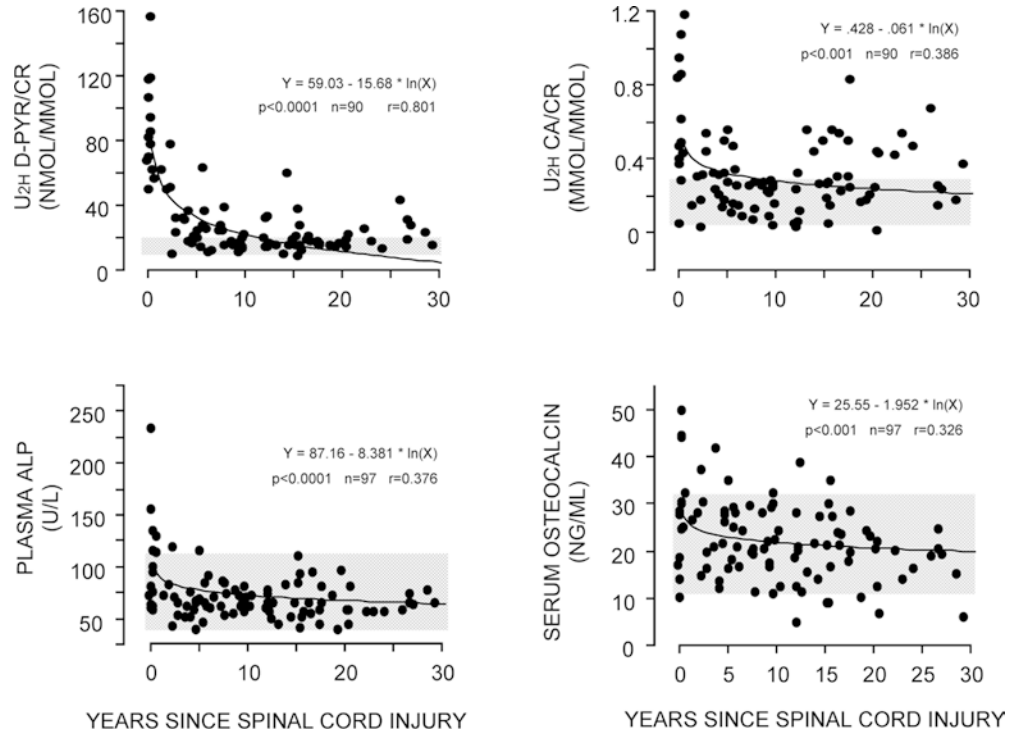 U2H D-PYR/CR
(NMOL/MMOL)
160
120
80
40
0
Y = 59.03 - 15.68 * ln(X)
p<0.0001 n=90 r=0.801
0 10 20 30
U2H CA/CR
(MMOL/MMOL)
1.2
0.8
0.4
0
Y = .428 - .061 * ln(X)
p<0.001 n=90 r=0.386
0 10 20 30
PLASMA ALP
(U/L)
250
200
150
100
50
Y = 87.16 - 8.381 * ln(X)
p<0.0001 n=97 r=0.376
0 10 20 30
YEARS SINCE SPINAL CORD INJURY
SERUM OSTEOCALCIN
(NG/ML)
50
40
30
20
10
0
Y = 25.55 - 1.952 * ln(X)
p<0.001 n=97 r=0.326
0 5 10 15 20 25 30
YEARS SINCE SPINAL CORD INJURY